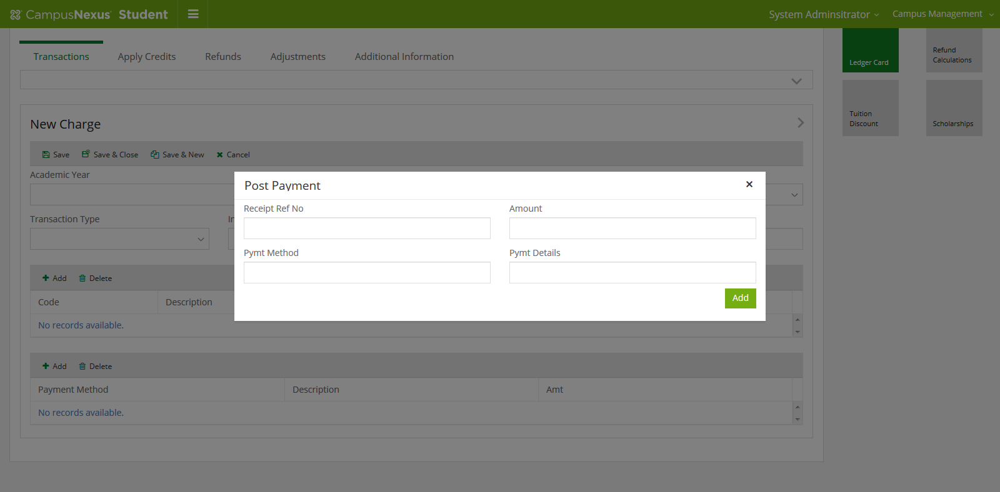 CampusNexus Student
System Adminsitrator
Campus Management
Transactions
Apply Credits
Refunds
Adjustments
Additional Information
Ledger Card
Refund
Calculations
Tuition
Discount
Scholarships
New Charge
Save
Save & Close
Save & New
Cancel
Academic Year
Transaction Type
In
Post Payment
Receipt Ref No
Amount
Pymt Method
Pymt Details
Add
Add
Delete
Code
Description
No records available.
Add
Delete
Payment Method
Description
Amt
No records available.